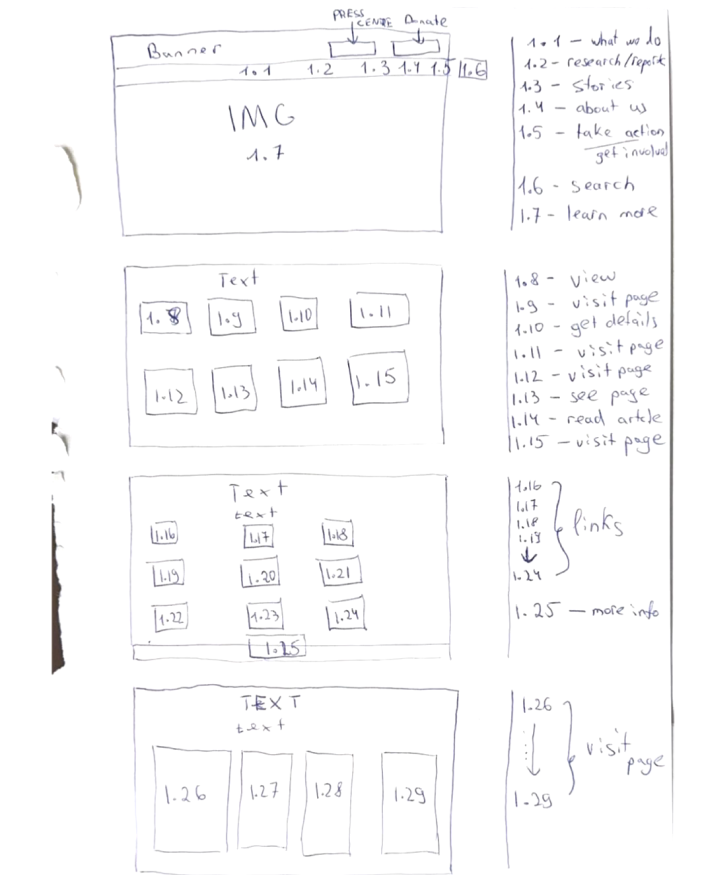 PRESS
CENTE
Donate
Banner
1.1 1.2 1.3 1.4 1.5 1.6
IMG
1.7
1.1 – what we do
1.2 – research/report
1.3 – stories
1.4 – about us
1.5 – take action
get involved
1.6 – search
1.7 – learn more
Text
1.8 1.9 1.10 1.11
1.12 1.13 1.14 1.15
1.8 – view
1.9 – visit page
1.10 – get details
1.11 – visit page
1.12 – visit page
1.13 – see page
1.14 – read artcle
1.15 – visit page
Text
text
1.16 1.17 1.18
1.19 1.20 1.21
1.22 1.23 1.24
1.25
1.16
1.17
1.18
1.19
1.24
links
1.25 – more info
TEXT
text
1.26 1.27 1.28 1.29
1.26
1.29
visit
page